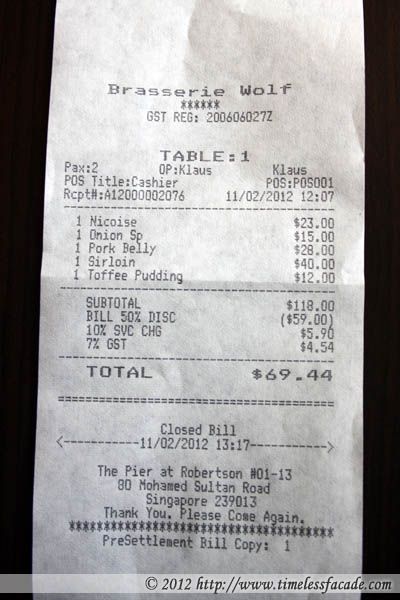 Brasserie Wolf
******
GST REG: 200606027Z
TABLE:1
Pax:2 OP:Klaus Klaus
POS Title:Cashier POS:POS001
Rcpt#:A12000002076 11/02/2012 12:07
1 Nicoise $23.00
1 Onion Sp $15.00
1 Pork Belly $28.00
1 Sirloin $40.00
1 Toffee Pudding $12.00
SUBTOTAL $118.00
BILL 50% DISC ($59.00)
10% SVC CHG $5.90
7% GST $4.54
TOTAL $69.44
Closed Bill
<-----------11/02/2012 13:17----------->
The Pier at Robertson #01-13
80 Mohamed Sultan Road
Singapore 239013
Thank You. Please Come Again.
***********************************
PreSettlement Bill Copy: 1
© 2012 http://www.timelessfacade.com